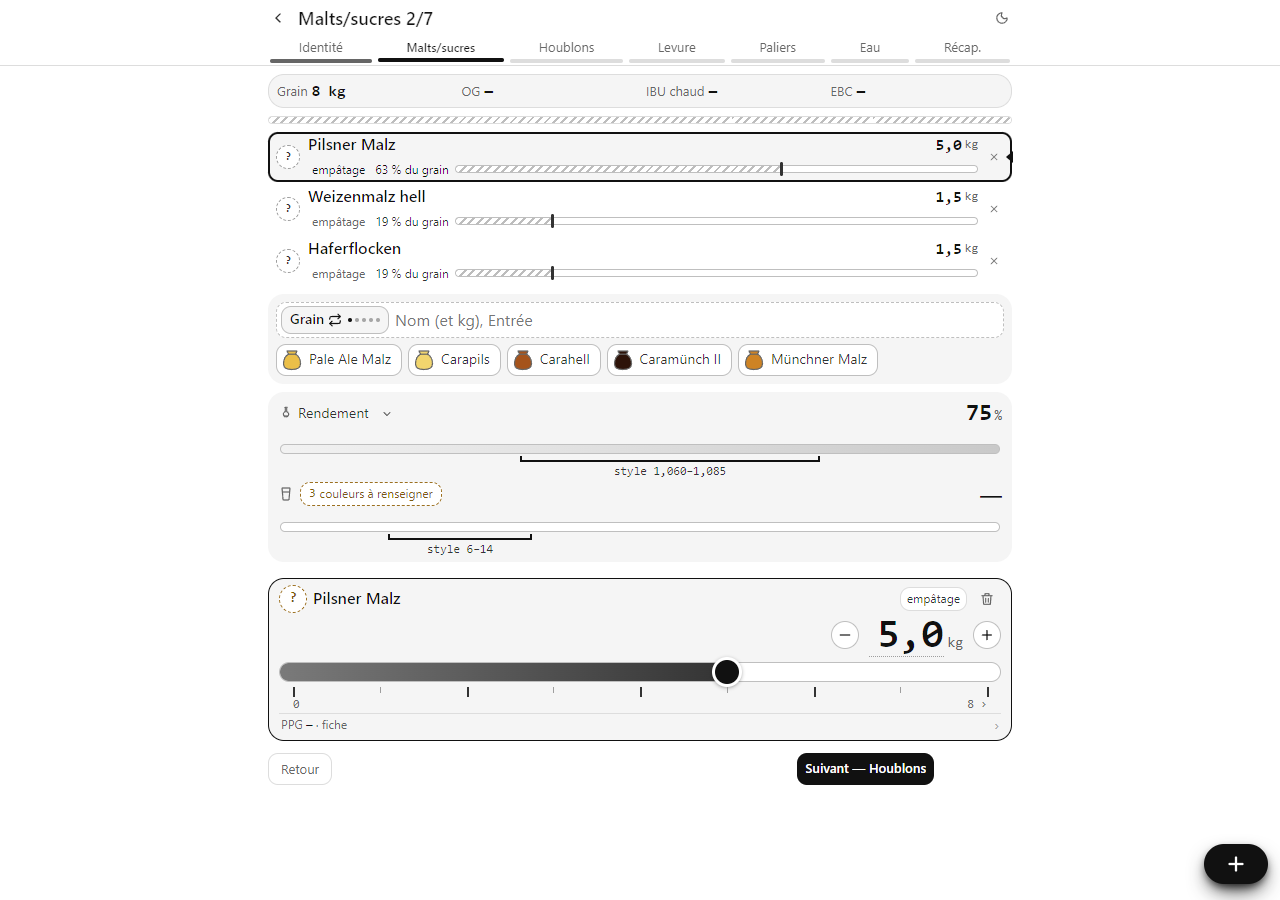 Malts/sucres 2/7
Identité Malts/sucres Houblons Levure Paliers Eau Récap.
Grain 8 kg OG — IBU chaud — EBC —
? Pilsner Malz 5,0 kg ×
empâtage 63 % du grain
? Weizenmalz hell 1,5 kg ×
empâtage 19 % du grain
? Haferflocken 1,5 kg ×
empâtage 19 % du grain
Grain Nom (et kg), Entrée
Pale Ale Malz Carapils Carahell Caramünch II Münchner Malz
Rendement 75 %
style 1,060–1,085
3 couleurs à renseigner —
style 6–14
? Pilsner Malz empâtage
− 5,0 kg +
0 8 ›
PPG — · fiche ›
Retour Suivant — Houblons
+